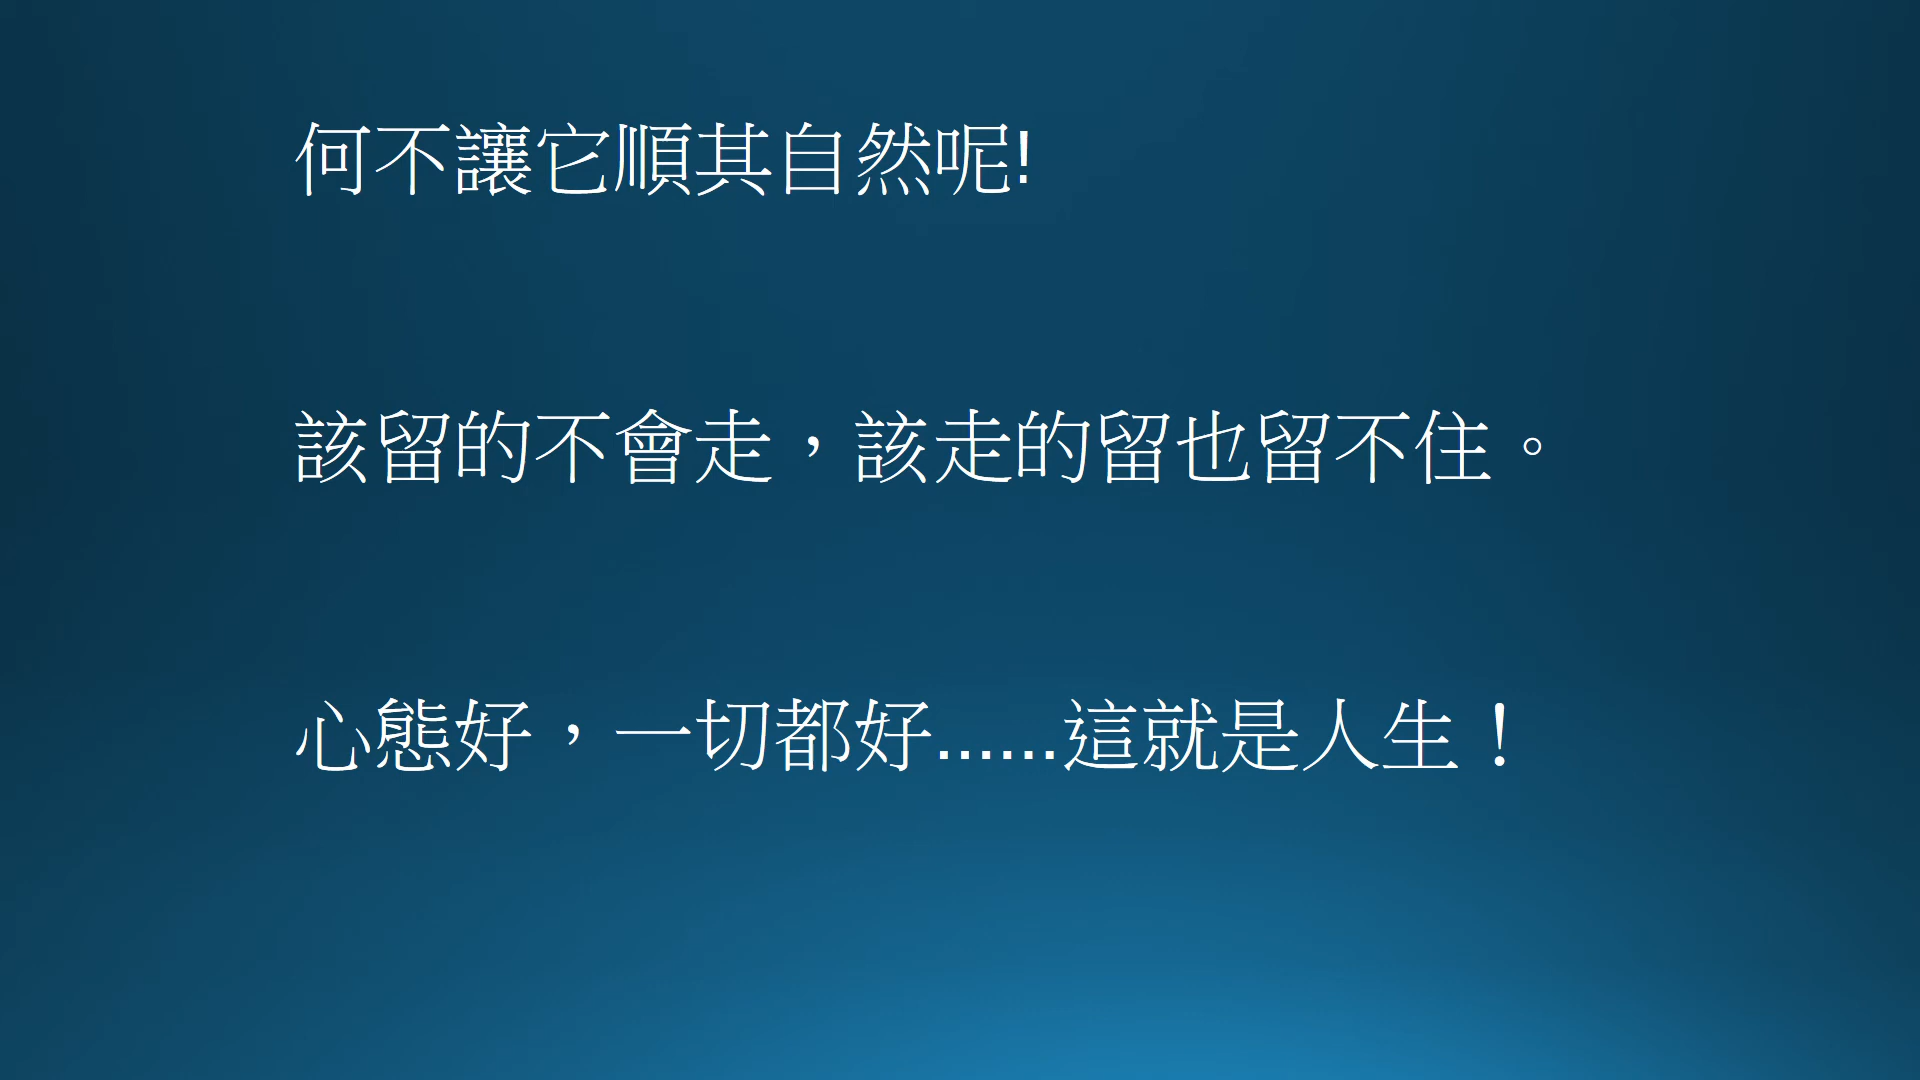 何不讓它順其自然呢!
該留的不會走，該走的留也留不住。
心態好，一切都好......這就是人生！